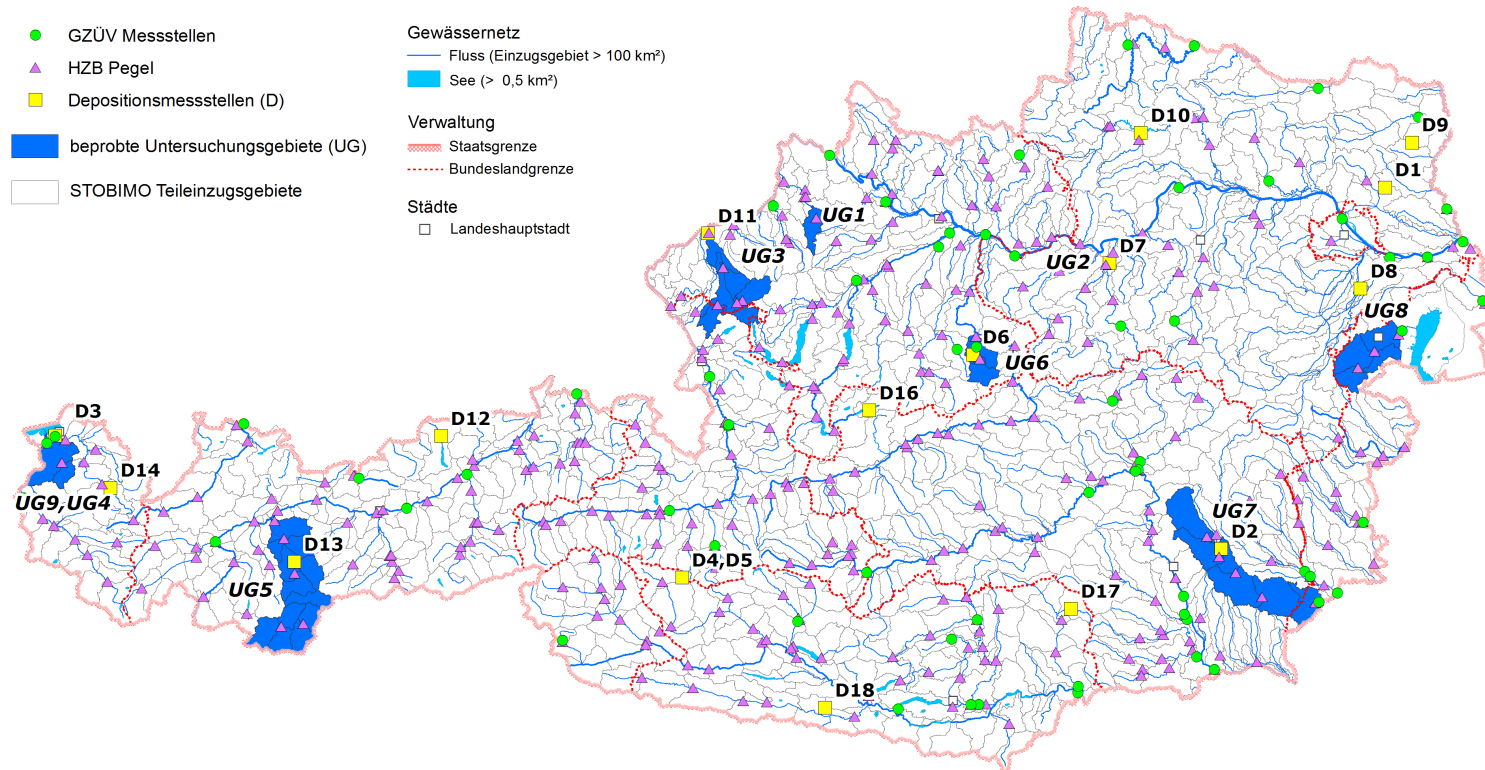 GZÜV Messstellen
HZB Pegel
Depositionsmessstellen (D)
beprobte Untersuchungsgebiete (UG)
STOBIMO Teileinzugsgebiete
Gewässernetz
Fluss (Einzugsgebiet > 100 km²)
See (> 0,5 km²)
Verwaltung
Staatsgrenze
Bundeslandgrenze
Städte
Landeshauptstadt
D10
D9
D1
D11
UG1
UG3
UG2
D7
D8
UG8
D6
UG6
D16
D3
D12
D14
UG9,UG4
D13
UG5
D4,D5
UG7
D2
D17
D18